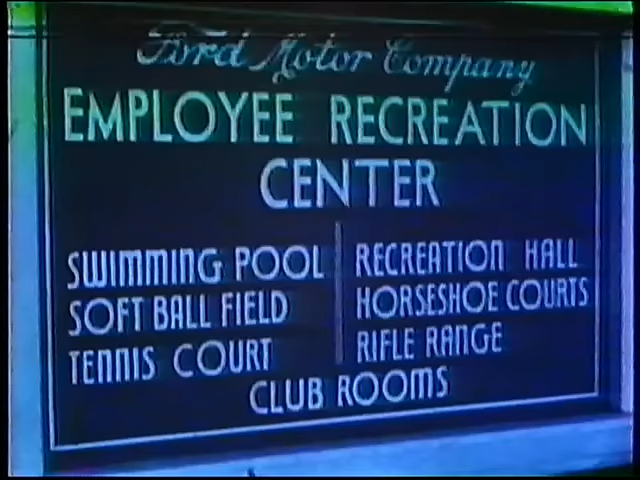 Ford Motor Company
EMPLOYEE RECREATION
CENTER
SWIMMING POOL
SOFT BALL FIELD
TENNIS COURT
RECREATION HALL
HORSESHOE COURTS
RIFLE RANGE
CLUB ROOMS